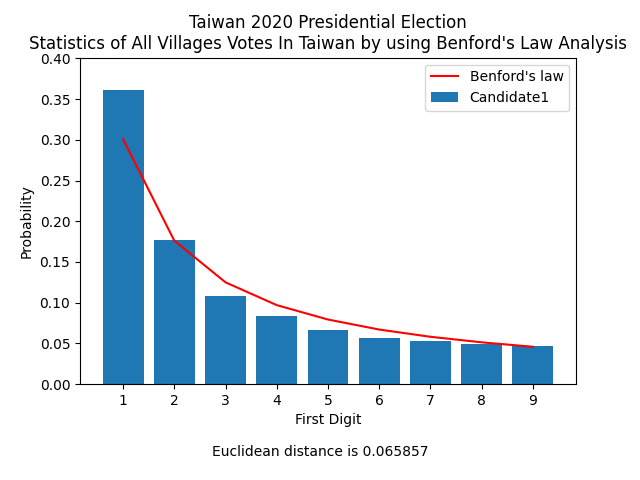 Taiwan 2020 Presidential Election
Statistics of All Villages Votes In Taiwan by using Benford's Law Analysis
Benford's law
Candidate1
0.40
0.35
0.30
0.25
0.20
0.15
0.10
0.05
0.00
Probability
1 2 3 4 5 6 7 8 9
First Digit
Euclidean distance is 0.065857